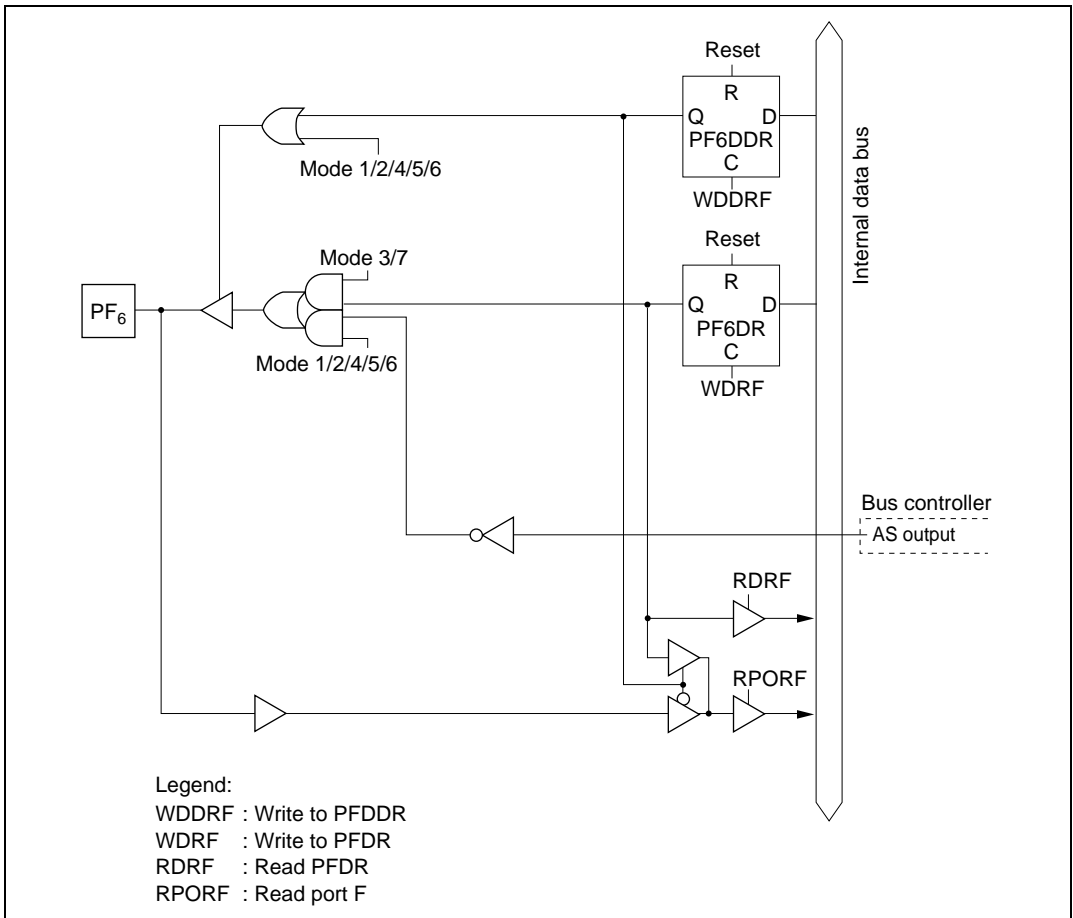 Reset
R
Q D
PF6DDR
C
WDDRF
Mode 1/2/4/5/6
Internal data bus
Reset
R
Q D
PF6DR
C
WDRF
Mode 3/7
PF6
Mode 1/2/4/5/6
Bus controller
AS output
RDRF
RPORF
Legend:
WDDRF : Write to PFDDR
WDRF : Write to PFDR
RDRF : Read PFDR
RPORF : Read port F